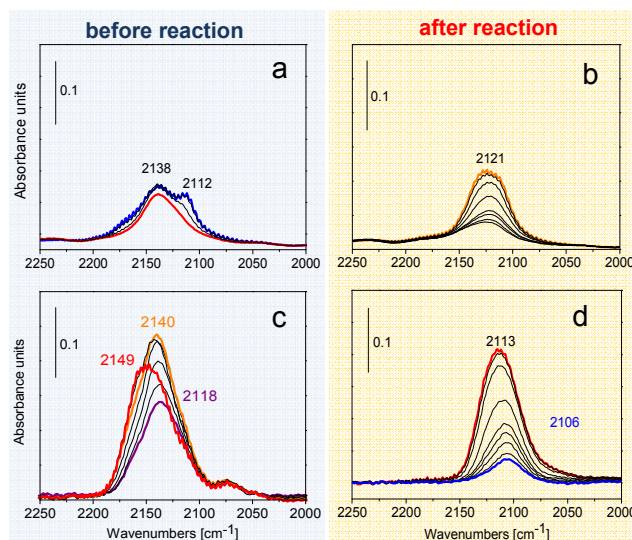 before reaction
after reaction
a
0.1
2138
2112
Absorbance units
2250 2200 2150 2100 2050 2000
b
0.1
2121
2250 2200 2150 2100 2050 2000
c
0.1
2140
2149
2118
Absorbance units
2250 2200 2150 2100 2050 2000
Wavenumbers [cm-1]
d
0.1
2113
2106
2250 2200 2150 2100 2050 2000
Wavenumbers [cm-1]